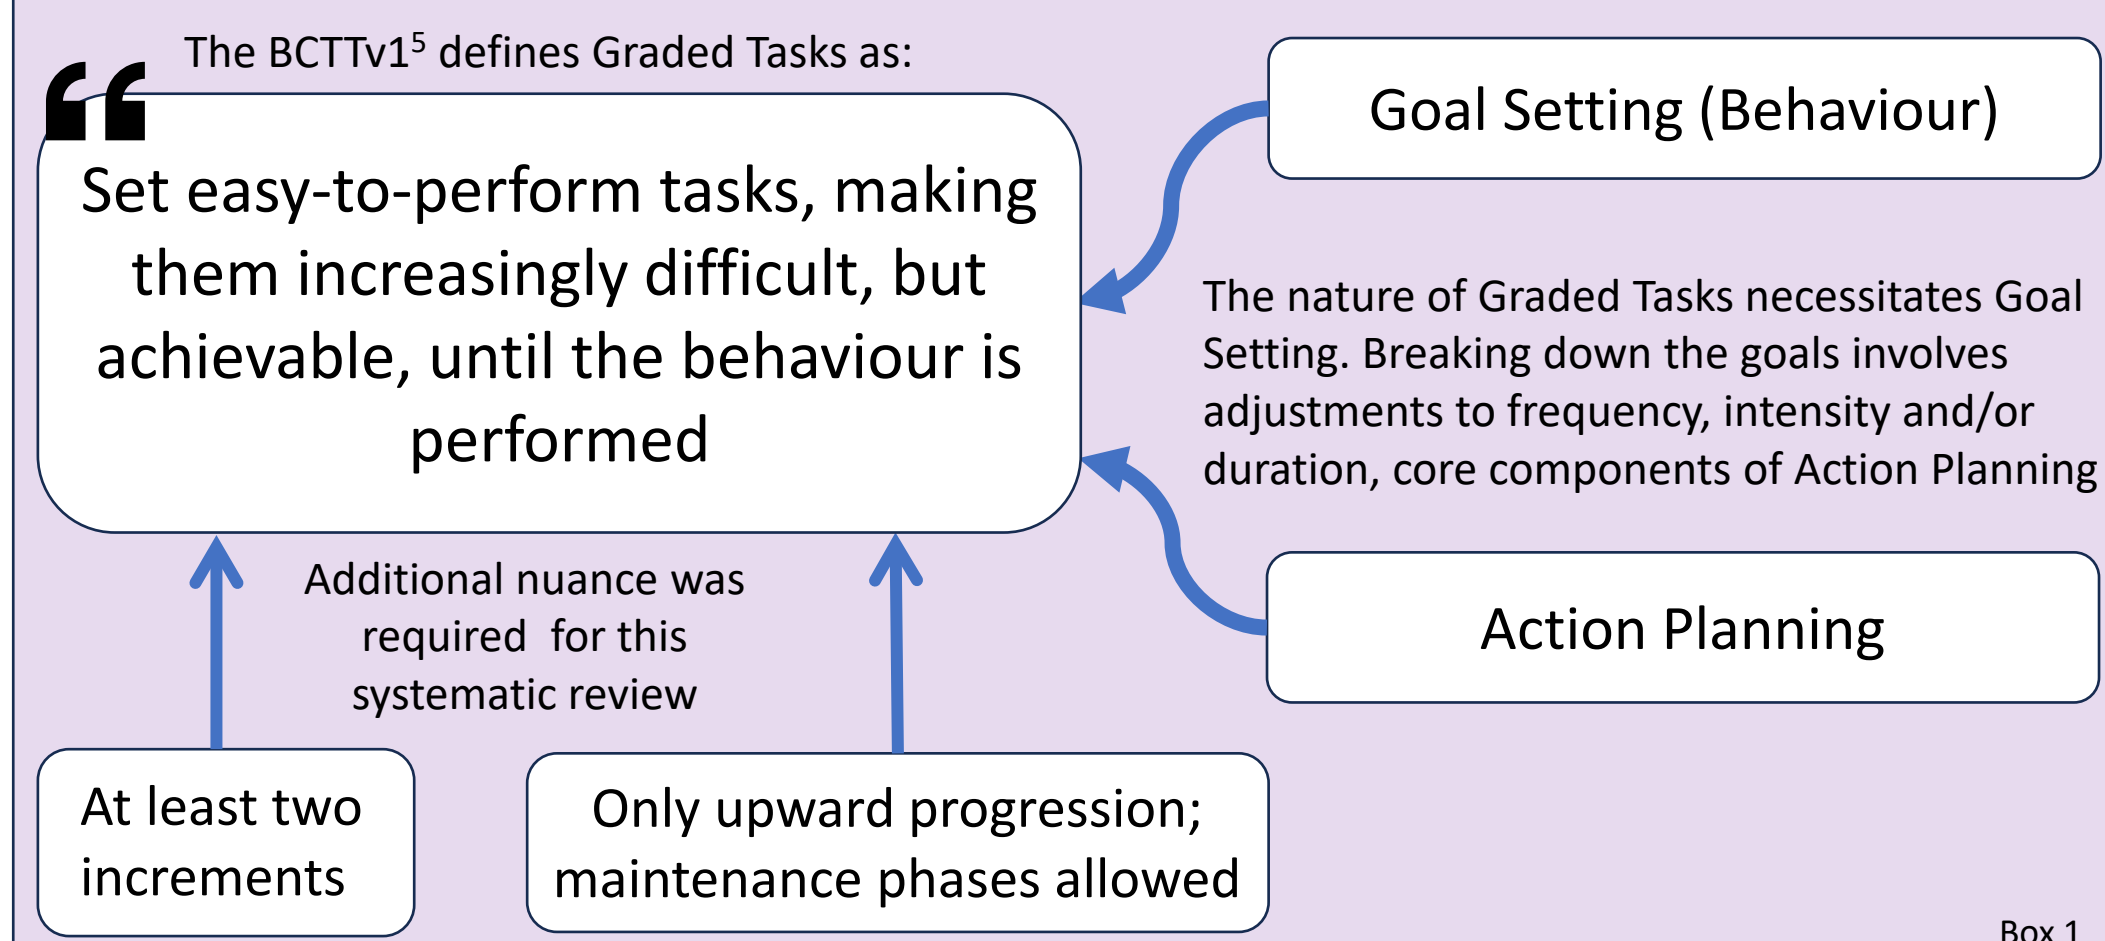 The BCTTv1⁵ defines Graded Tasks as:
“
Set easy-to-perform tasks, making
them increasingly difficult, but
achievable, until the behaviour is
performed
Goal Setting (Behaviour)
The nature of Graded Tasks necessitates Goal
Setting. Breaking down the goals involves
adjustments to frequency, intensity and/or
duration, core components of Action Planning
Action Planning
Additional nuance was
required for this
systematic review
At least two
increments
Only upward progression;
maintenance phases allowed
Box 1